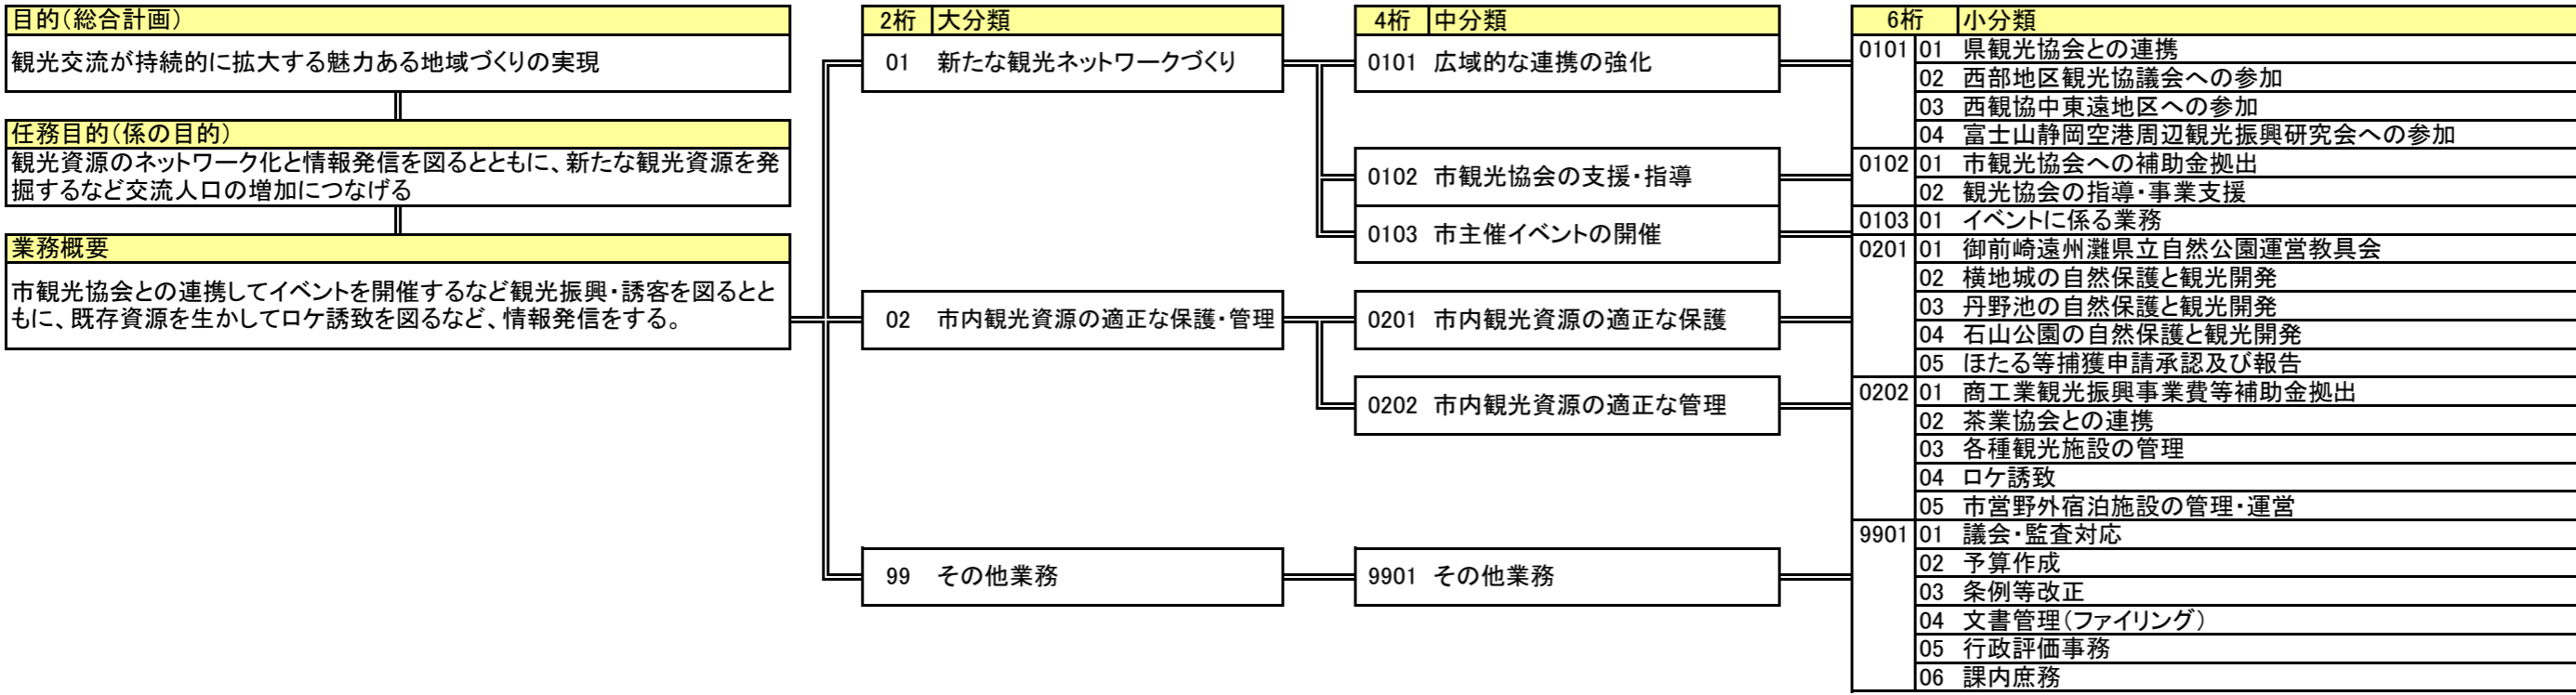 目的(総合計画)
観光交流が持続的に拡大する魅力ある地域づくりの実現
任務目的(係の目的)
観光資源のネットワーク化と情報発信を図るとともに、新たな観光資源を発
掘するなど交流人口の増加につなげる
業務概要
市観光協会との連携してイベントを開催するなど観光振興・誘客を図るとと
もに、既存資源を生かしてロケ誘致を図るなど、情報発信をする。
2桁 大分類
01 新たな観光ネットワークづくり
02 市内観光資源の適正な保護・管理
99 その他業務
4桁 中分類
0101 広域的な連携の強化
0102 市観光協会の支援・指導
0103 市主催イベントの開催
0201 市内観光資源の適正な保護
0202 市内観光資源の適正な管理
9901 その他業務
6桁 小分類
0101 01 県観光協会との連携
02 西部地区観光協議会への参加
03 西観協中東遠地区への参加
04 富士山静岡空港周辺観光振興研究会への参加
0102 01 市観光協会への補助金拠出
02 観光協会の指導・事業支援
0103 01 イベントに係る業務
0201 01 御前崎遠州灘県立自然公園運営教具会
02 横地城の自然保護と観光開発
03 丹野池の自然保護と観光開発
04 石山公園の自然保護と観光開発
05 ほたる等捕獲申請承認及び報告
0202 01 商工業観光振興事業費等補助金拠出
02 茶業協会との連携
03 各種観光施設の管理
04 ロケ誘致
05 市営野外宿泊施設の管理・運営
9901 01 議会・監査対応
02 予算作成
03 条例等改正
04 文書管理(ファイリング)
05 行政評価事務
06 課内庶務